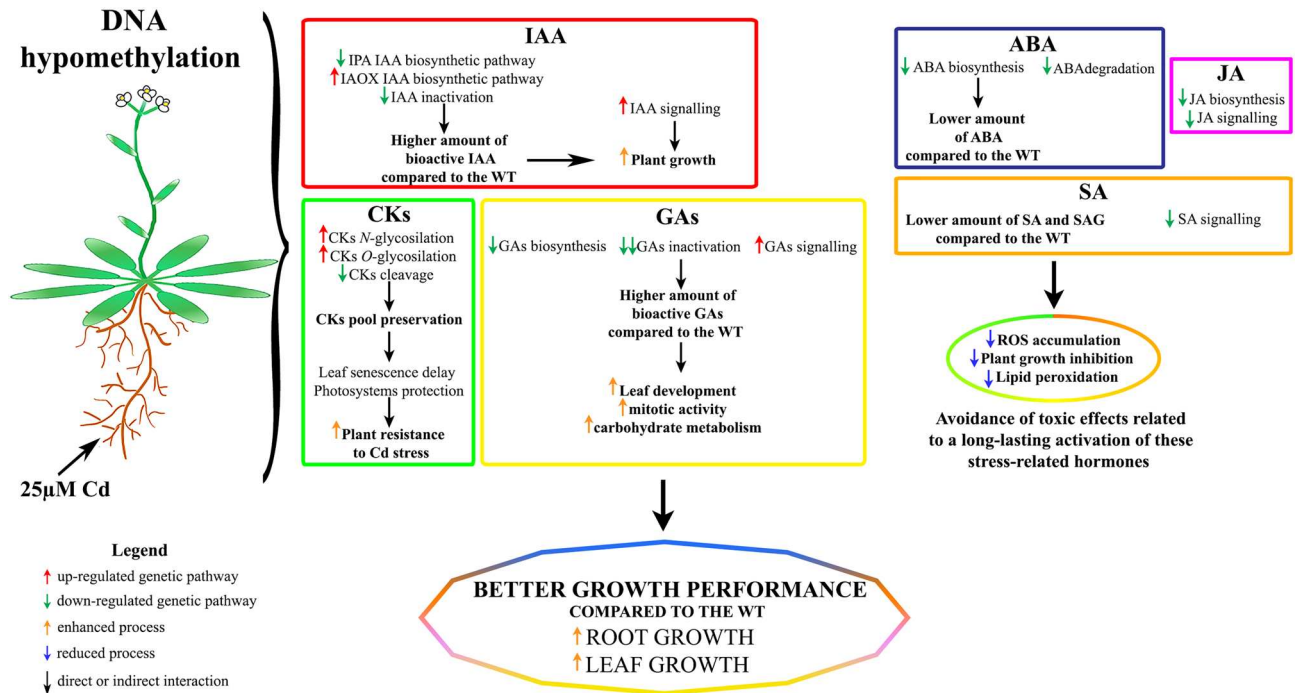 DNA
hypomethylation
25μM Cd
IAA
↓IPA IAA biosynthetic pathway
↑IAOX IAA biosynthetic pathway
↓IAA inactivation
Higher amount of
bioactive IAA
compared to the WT
↑IAA signalling
↑Plant growth
CKs
↑CKs N-glycosilation
↑CKs O-glycosilation
↓CKs cleavage
CKs pool preservation
Leaf senescence delay
Photosystems protection
↑Plant resistance
to Cd stress
GAs
↓GAs biosynthesis
↓↓GAs inactivation
↑GAs signalling
Higher amount of
bioactive GAs
compared to the WT
↑Leaf development
↑mitotic activity
↑carbohydrate metabolism
ABA
↓ABA biosynthesis
↓ABAdegradation
Lower amount
of ABA
compared to the WT
JA
↓JA biosynthesis
↓JA signalling
SA
Lower amount of SA and SAG
compared to the WT
↓SA signalling
↓ROS accumulation
↓Plant growth inhibition
↓Lipid peroxidation
Avoidance of toxic effects related
to a long-lasting activation of these
stress-related hormones
BETTER GROWTH PERFORMANCE
COMPARED TO THE WT
↑ROOT GROWTH
↑LEAF GROWTH
Legend
↑up-regulated genetic pathway
↓down-regulated genetic pathway
↑enhanced process
↓reduced process
↓direct or indirect interaction